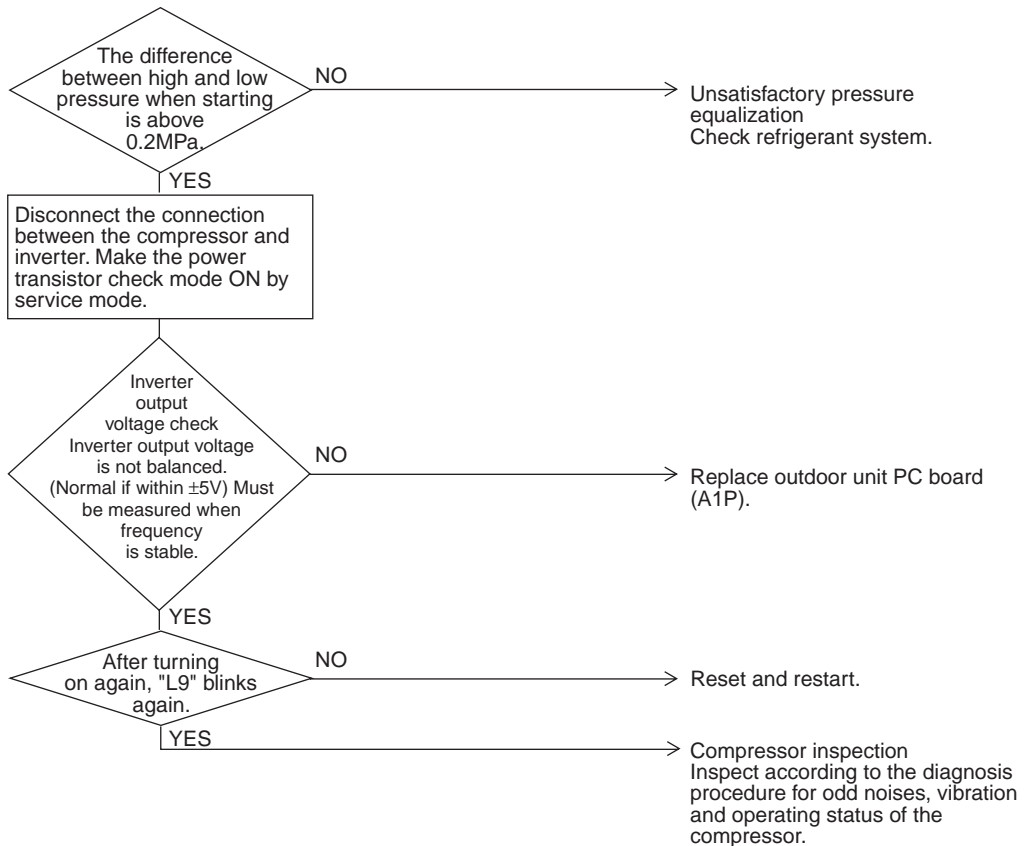 The difference
between high and low
pressure when starting
is above
0.2MPa.
NO
Unsatisfactory pressure
equalization
Check refrigerant system.
YES
Disconnect the connection
between the compressor and
inverter. Make the power
transistor check mode ON by
service mode.
Inverter
output
voltage check
Inverter output voltage
is not balanced.
(Normal if within ±5V) Must
be measured when
frequency
is stable.
NO
Replace outdoor unit PC board
(A1P).
YES
After turning
on again, "L9" blinks
again.
NO
Reset and restart.
YES
Compressor inspection
Inspect according to the diagnosis
procedure for odd noises, vibration
and operating status of the
compressor.